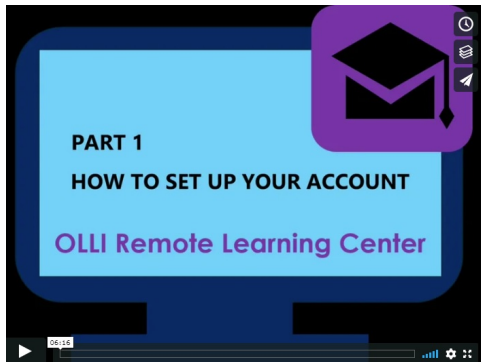 PART 1
HOW TO SET UP YOUR ACCOUNT
OLLI Remote Learning Center
06:16